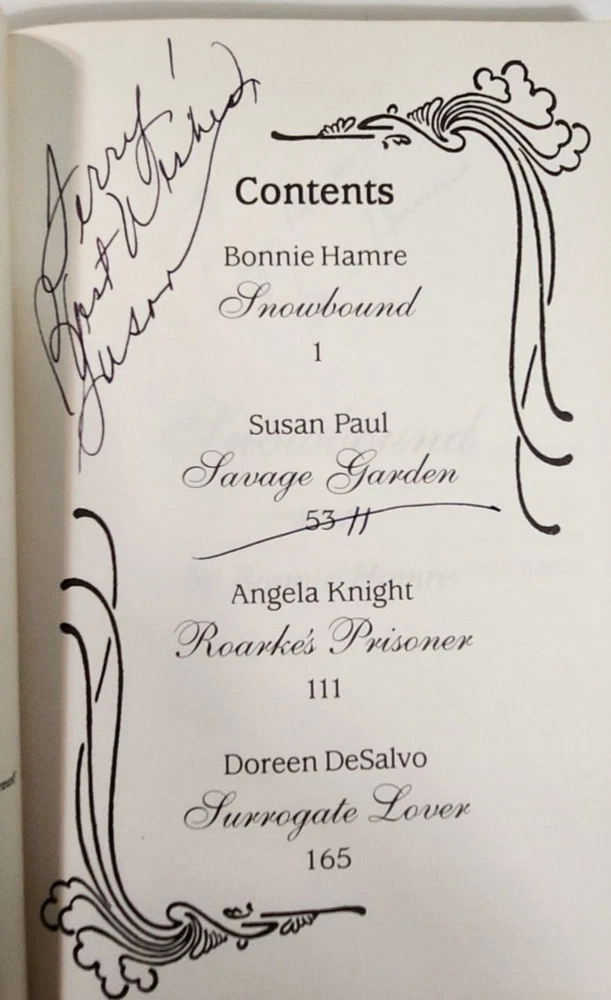 Terry!
Best Wishes,
Susan
Contents
Bonnie Hamre
Snowbound
1
Susan Paul
Savage Garden
53
Angela Knight
Roarke's Prisoner
111
Doreen DeSalvo
Surrogate Lover
165